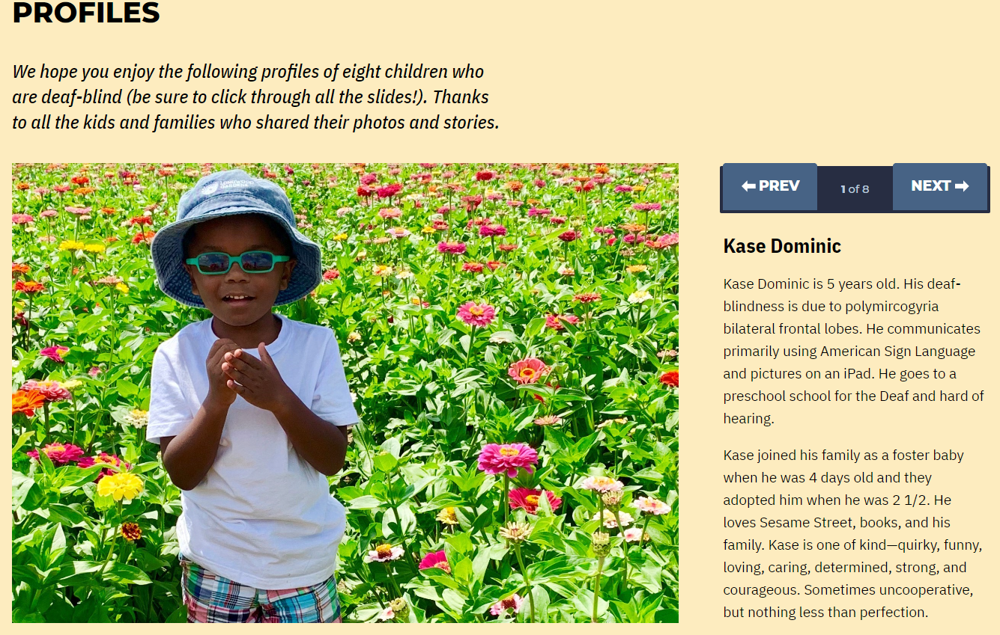 PROFILES
We hope you enjoy the following profiles of eight children who
are deaf-blind (be sure to click through all the slides!). Thanks
to all the kids and families who shared their photos and stories.
LONGWOOD
GARDENS
🡄 PREV
1 of 8
NEXT 🡆
Kase Dominic
Kase Dominic is 5 years old. His deaf-
blindness is due to polymircogyria
bilateral frontal lobes. He communicates
primarily using American Sign Language
and pictures on an iPad. He goes to a
preschool school for the Deaf and hard of
hearing.
Kase joined his family as a foster baby
when he was 4 days old and they
adopted him when he was 2 1/2. He
loves Sesame Street, books, and his
family. Kase is one of kind—quirky, funny,
loving, caring, determined, strong, and
courageous. Sometimes uncooperative,
but nothing less than perfection.